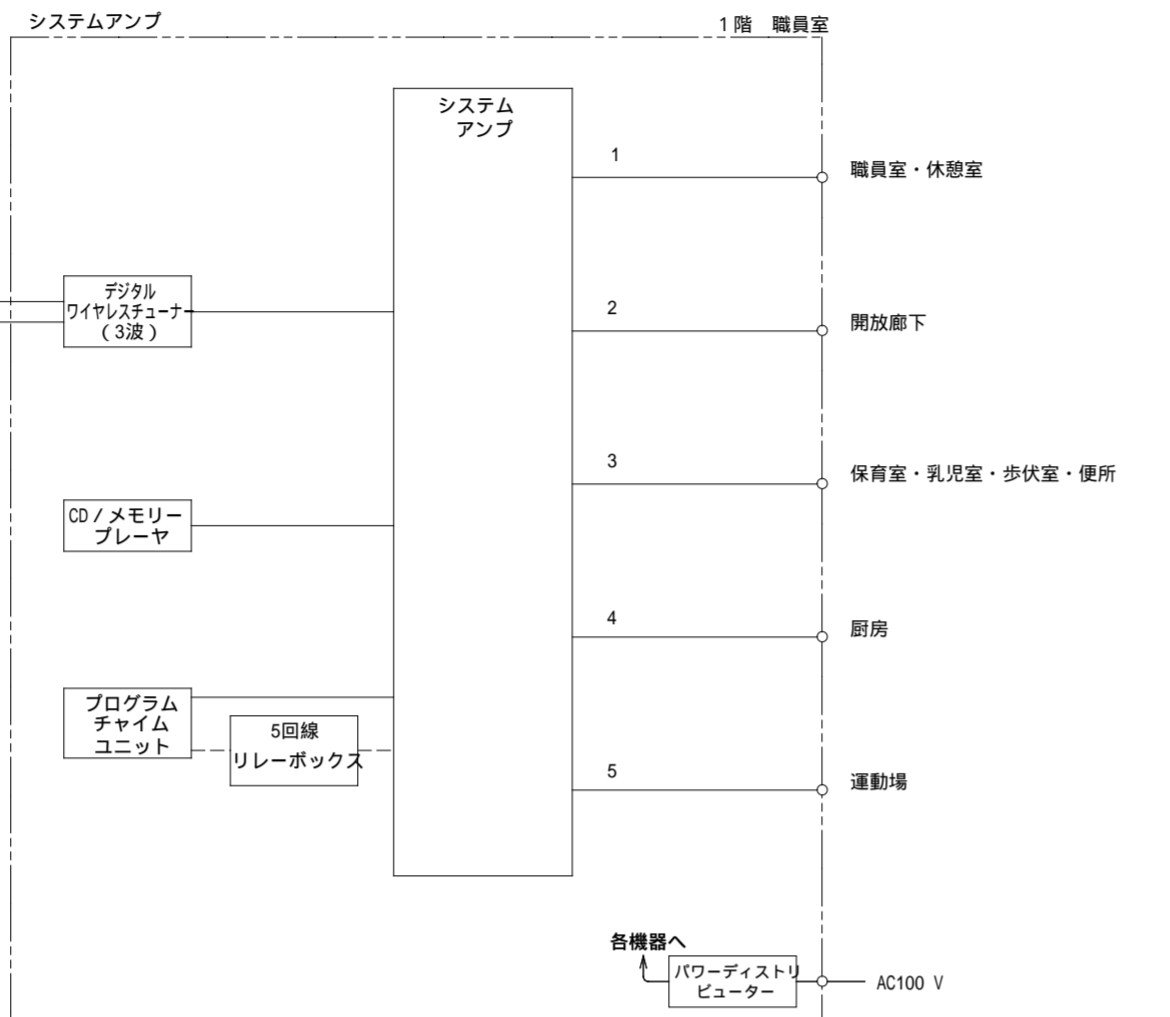 システムアンプ
1階 職員室
システム
アンプ
1
職員室・休憩室
デジタル
ワイヤレスチューナー
(3波)
2
開放廊下
3
保育室・乳児室・歩伏室・便所
CD/メモリー
プレーヤ
4
厨房
プログラム
チャイム
ユニット
5回線
リレーボックス
5
運動場
各機器へ
パワーディストリ
ビューター
AC100 V